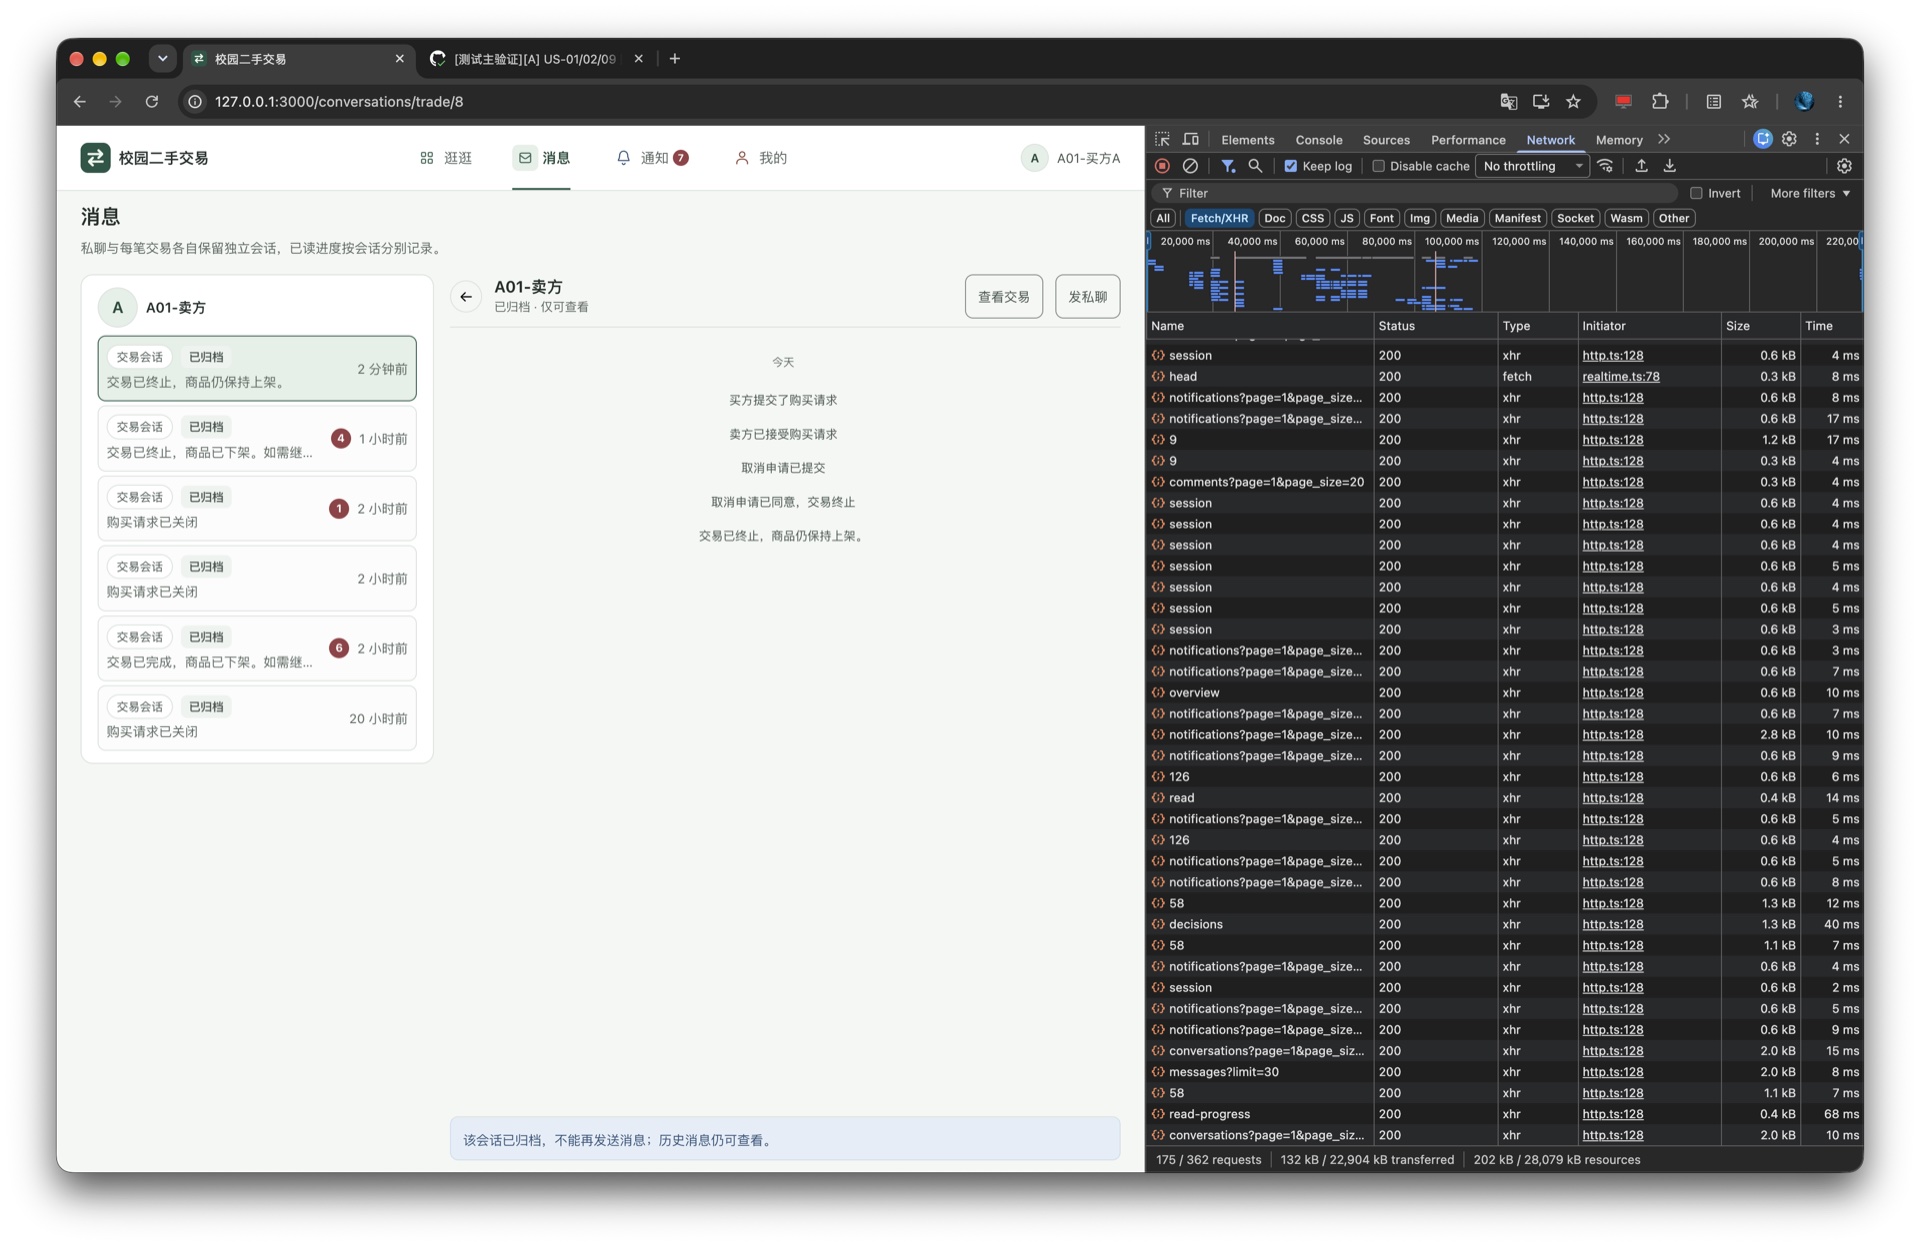 校园二手交易
[测试主验证][A] US-01/02/09
127.0.0.1:3000/conversations/trade/8
校园二手交易
逛逛
消息
通知 7
我的
A
A01-买方A
消息
私聊与每笔交易各自保留独立会话，已读进度按会话分别记录。
A
A01-卖方
交易会话 已归档
2 分钟前
交易已终止，商品仍保持上架。
交易会话 已归档
4 1 小时前
交易已终止，商品已下架。如需继...
交易会话 已归档
1 2 小时前
购买请求已关闭
交易会话 已归档
2 小时前
购买请求已关闭
交易会话 已归档
6 2 小时前
交易已完成，商品已下架。如需继...
交易会话 已归档
20 小时前
购买请求已关闭
A01-卖方
已归档 · 仅可查看
查看交易
发私聊
今天
买方提交了购买请求
卖方已接受购买请求
取消申请已提交
取消申请已同意，交易终止
交易已终止，商品仍保持上架。
该会话已归档，不能再发送消息；历史消息仍可查看。
Elements Console Sources Performance Network Memory
Keep log Disable cache No throttling
Filter Invert More filters
All Fetch/XHR Doc CSS JS Font Img Media Manifest Socket Wasm Other
20,000 ms 40,000 ms 60,000 ms 80,000 ms 100,000 ms 120,000 ms 140,000 ms 160,000 ms 180,000 ms 200,000 ms 220,00
Name Status Type Initiator Size Time
session 200 xhr http.ts:128 0.6 kB 4 ms
head 200 fetch realtime.ts:78 0.3 kB 8 ms
notifications?page=1&page_size... 200 xhr http.ts:128 0.6 kB 8 ms
notifications?page=1&page_size... 200 xhr http.ts:128 0.6 kB 17 ms
9 200 xhr http.ts:128 1.2 kB 17 ms
9 200 xhr http.ts:128 0.3 kB 4 ms
comments?page=1&page_size=20 200 xhr http.ts:128 0.3 kB 4 ms
session 200 xhr http.ts:128 0.6 kB 4 ms
session 200 xhr http.ts:128 0.6 kB 4 ms
session 200 xhr http.ts:128 0.6 kB 4 ms
session 200 xhr http.ts:128 0.6 kB 5 ms
session 200 xhr http.ts:128 0.6 kB 4 ms
session 200 xhr http.ts:128 0.6 kB 5 ms
session 200 xhr http.ts:128 0.6 kB 3 ms
notifications?page=1&page_size... 200 xhr http.ts:128 0.6 kB 3 ms
notifications?page=1&page_size... 200 xhr http.ts:128 0.6 kB 7 ms
overview 200 xhr http.ts:128 0.6 kB 10 ms
notifications?page=1&page_size... 200 xhr http.ts:128 0.6 kB 7 ms
notifications?page=1&page_size... 200 xhr http.ts:128 2.8 kB 10 ms
notifications?page=1&page_size... 200 xhr http.ts:128 0.6 kB 9 ms
126 200 xhr http.ts:128 0.6 kB 6 ms
read 200 xhr http.ts:128 0.4 kB 14 ms
notifications?page=1&page_size... 200 xhr http.ts:128 0.6 kB 5 ms
126 200 xhr http.ts:128 0.6 kB 4 ms
notifications?page=1&page_size... 200 xhr http.ts:128 0.6 kB 5 ms
notifications?page=1&page_size... 200 xhr http.ts:128 0.6 kB 8 ms
58 200 xhr http.ts:128 1.3 kB 12 ms
decisions 200 xhr http.ts:128 1.3 kB 40 ms
58 200 xhr http.ts:128 1.1 kB 7 ms
notifications?page=1&page_size... 200 xhr http.ts:128 0.6 kB 4 ms
session 200 xhr http.ts:128 0.6 kB 2 ms
notifications?page=1&page_size... 200 xhr http.ts:128 0.6 kB 5 ms
notifications?page=1&page_size... 200 xhr http.ts:128 0.6 kB 9 ms
conversations?page=1&page_siz... 200 xhr http.ts:128 2.0 kB 15 ms
messages?limit=30 200 xhr http.ts:128 2.0 kB 8 ms
58 200 xhr http.ts:128 1.1 kB 7 ms
read-progress 200 xhr http.ts:128 0.4 kB 68 ms
conversations?page=1&page_siz... 200 xhr http.ts:128 2.0 kB 10 ms
175 / 362 requests 132 kB / 22,904 kB transferred 202 kB / 28,079 kB resources